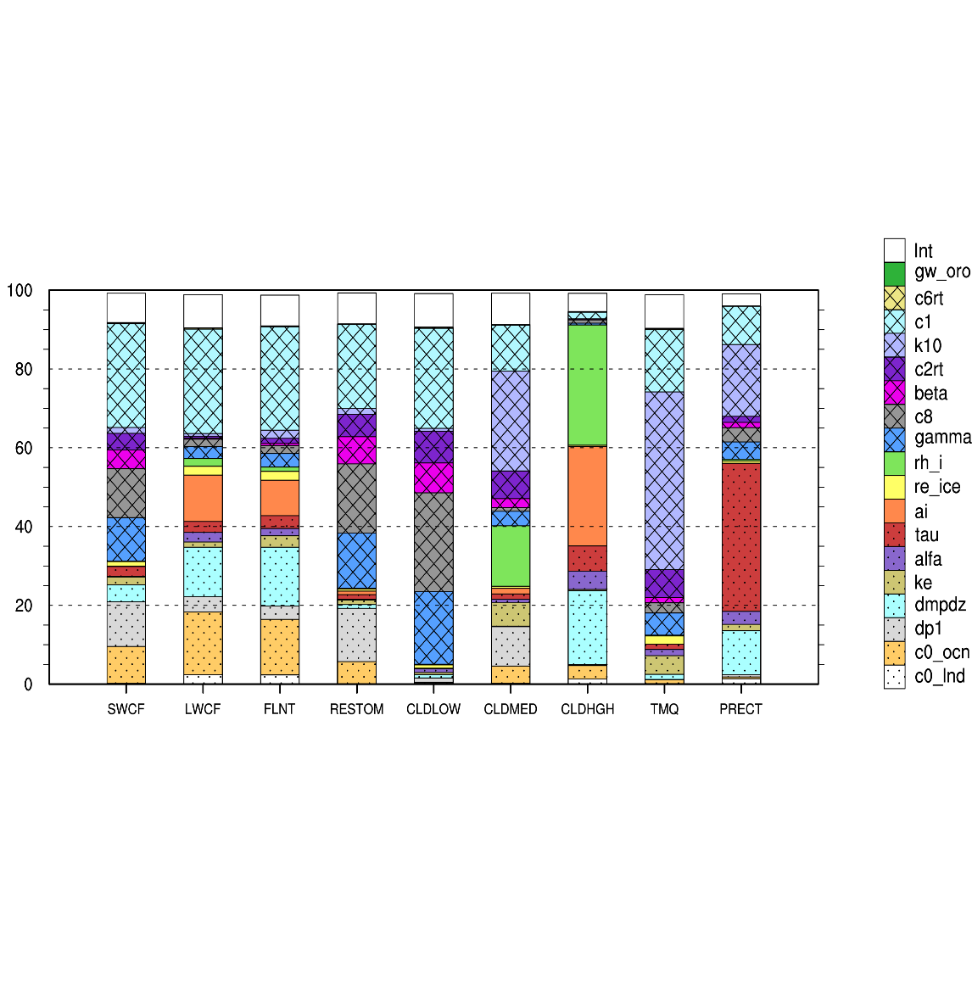 Int
gw_oro
c6rt
c1
k10
c2rt
beta
c8
gamma
rh_i
re_ice
ai
tau
alfa
ke
dmpdz
dp1
c0_ocn
c0_lnd
100
80
60
40
20
0
SWCF LWCF FLNT RESTOM CLDLOW CLDMED CLDHGH TMQ PRECT